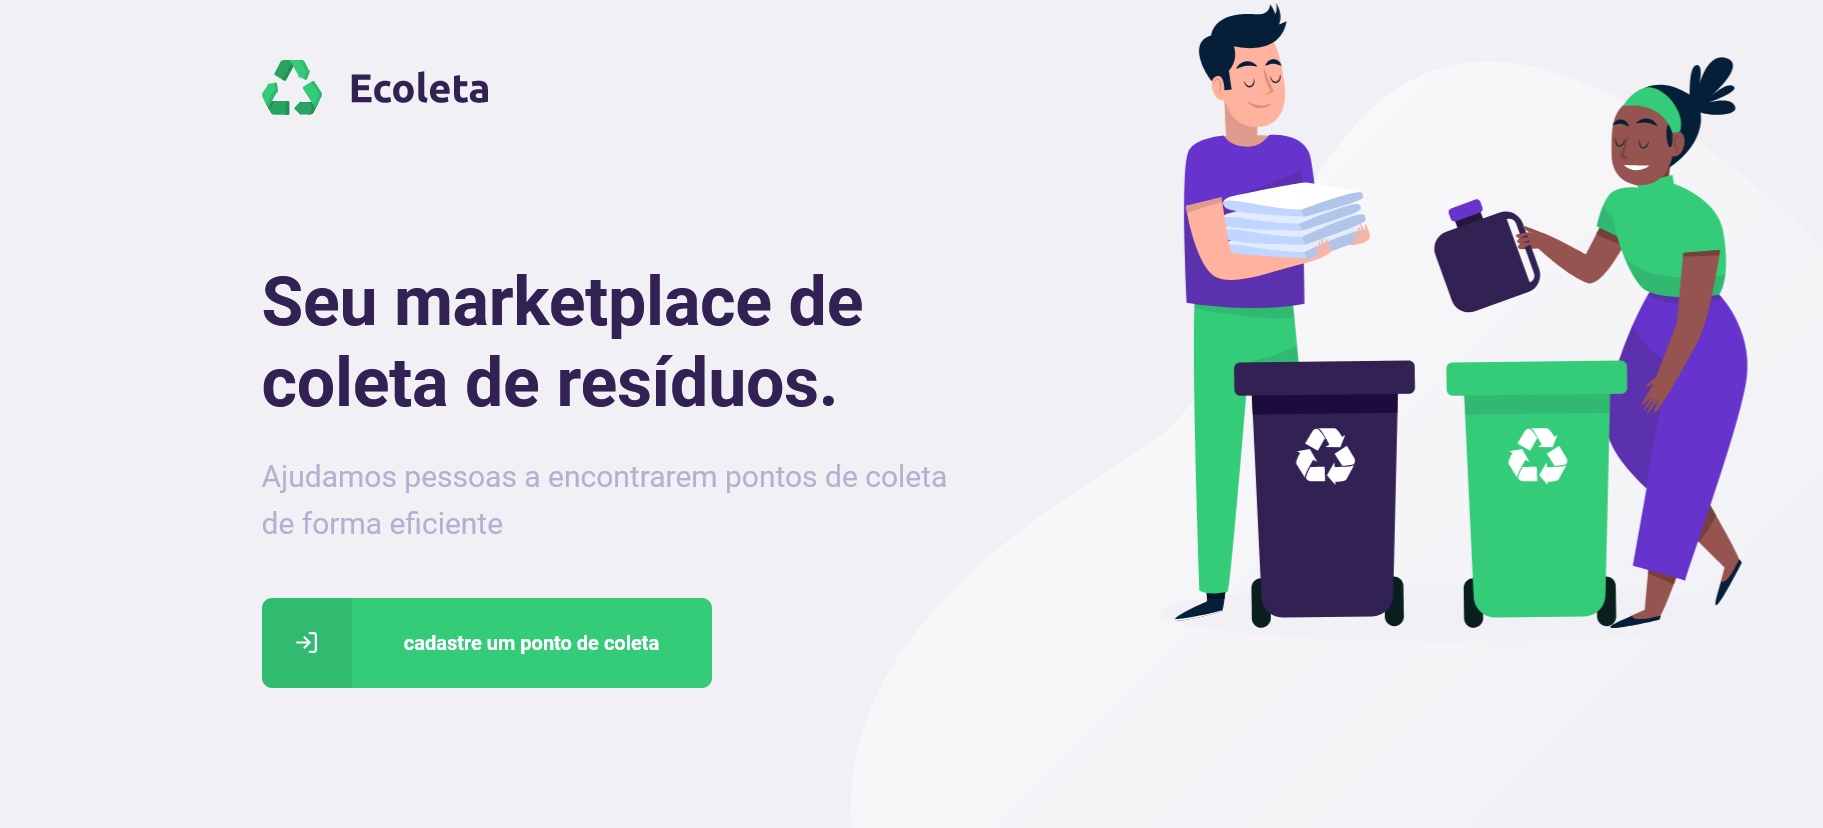 Ecoleta
Seu marketplace de
coleta de resíduos.
Ajudamos pessoas a encontrarem pontos de coleta
de forma eficiente
cadastre um ponto de coleta